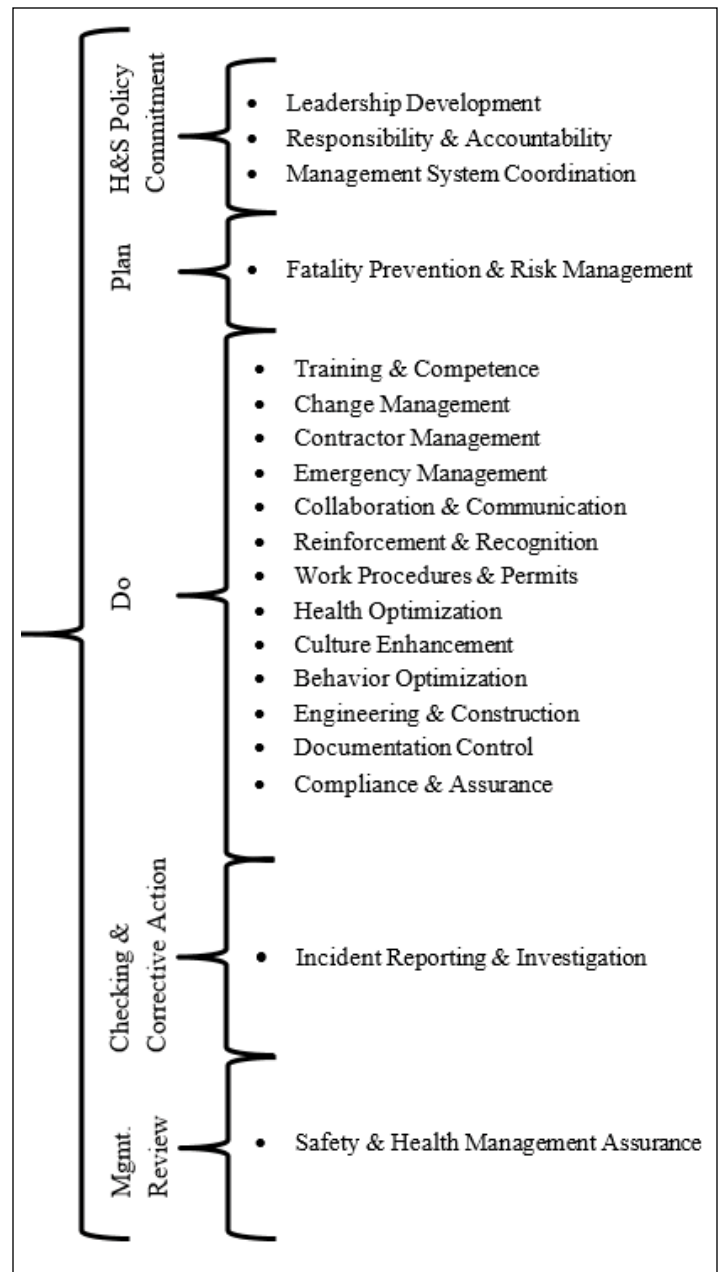 H&S Policy
Commitment
• Leadership Development
• Responsibility & Accountability
• Management System Coordination
Plan
• Fatality Prevention & Risk Management
Do
• Training & Competence
• Change Management
• Contractor Management
• Emergency Management
• Collaboration & Communication
• Reinforcement & Recognition
• Work Procedures & Permits
• Health Optimization
• Culture Enhancement
• Behavior Optimization
• Engineering & Construction
• Documentation Control
• Compliance & Assurance
Checking &
Corrective Action
• Incident Reporting & Investigation
Mgmt.
Review
• Safety & Health Management Assurance